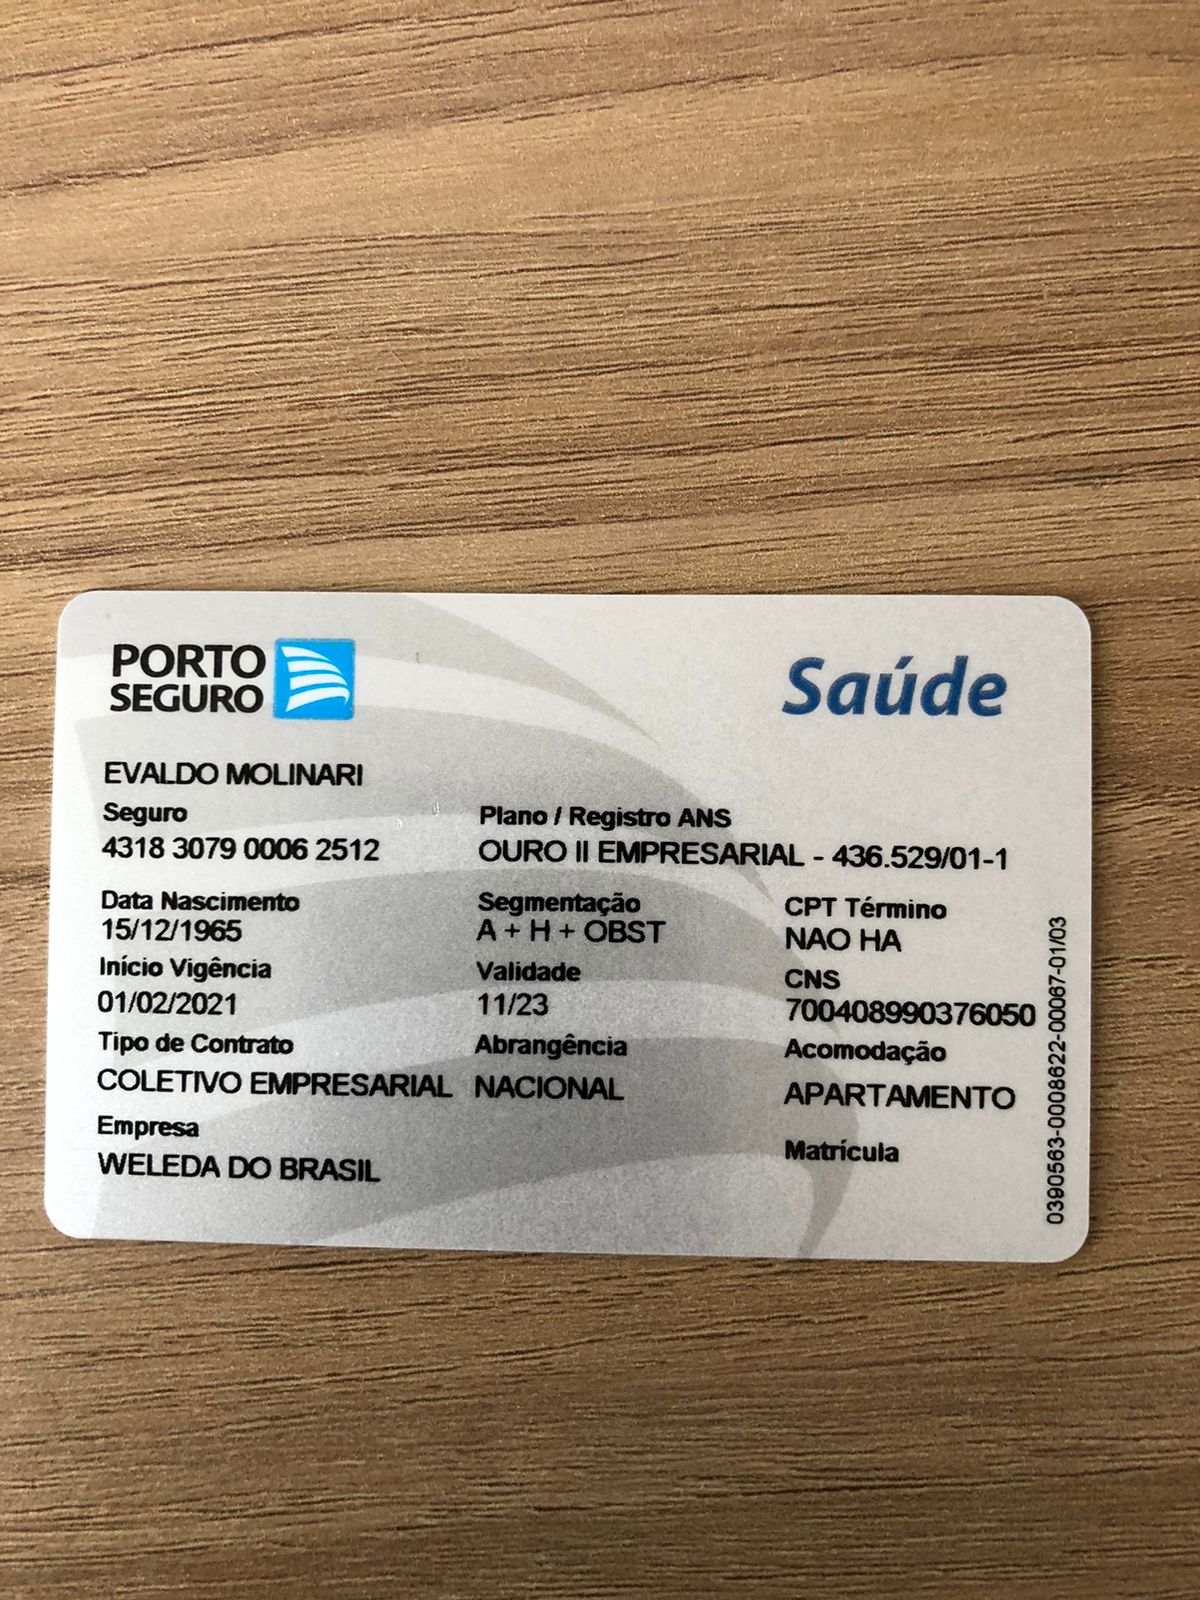 PORTO
SEGURO
Saúde
EVALDO MOLINARI
Seguro Plano / Registro ANS
4318 3079 0006 2512 OURO II EMPRESARIAL - 436.529/01-1
Data Nascimento Segmentação CPT Término
15/12/1965 A + H + OBST NAO HA
Início Vigência Validade CNS
01/02/2021 11/23 700408990376050
Tipo de Contrato Abrangência Acomodação
COLETIVO EMPRESARIAL NACIONAL APARTAMENTO
Empresa Matrícula
WELEDA DO BRASIL
0390563-0008622-00067-01/03